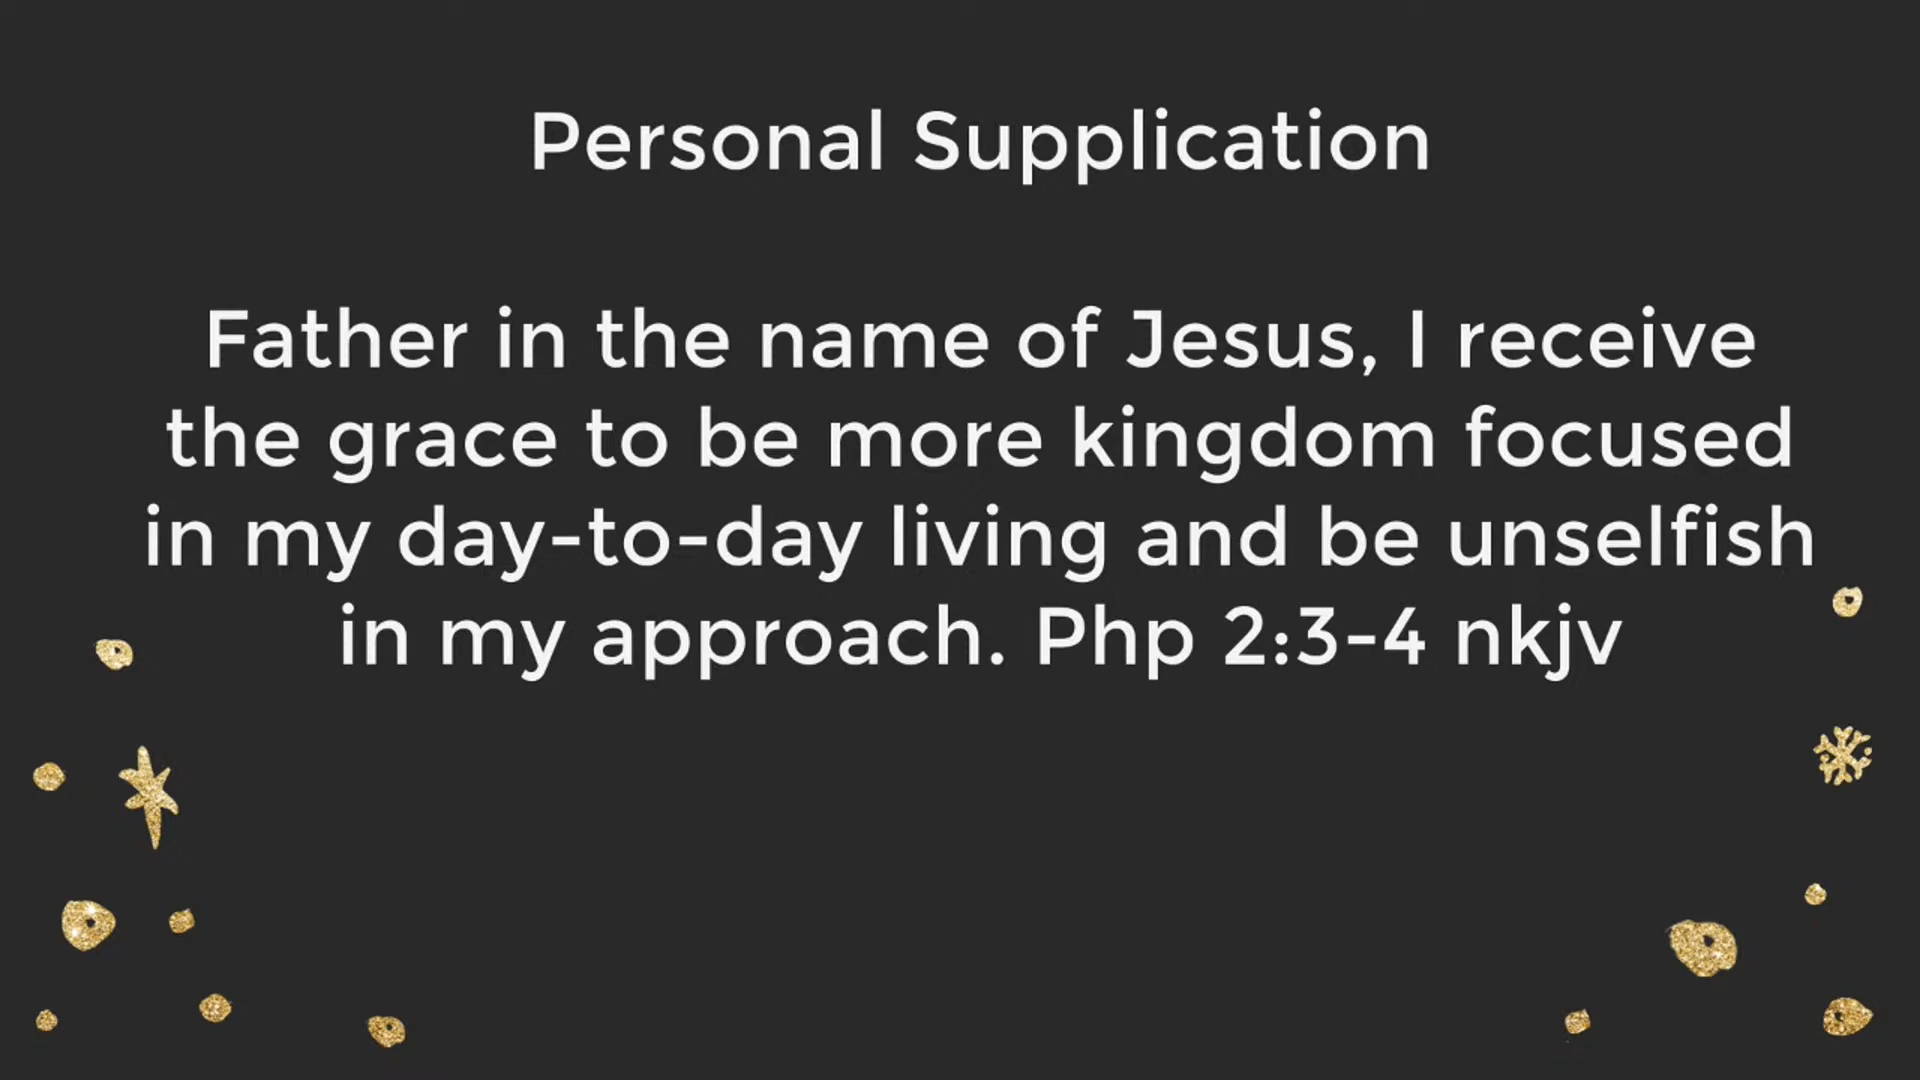 Personal Supplication
Father in the name of Jesus, I receive
the grace to be more kingdom focused
in my day-to-day living and be unselfish
in my approach. Php 2:3-4 nkjv